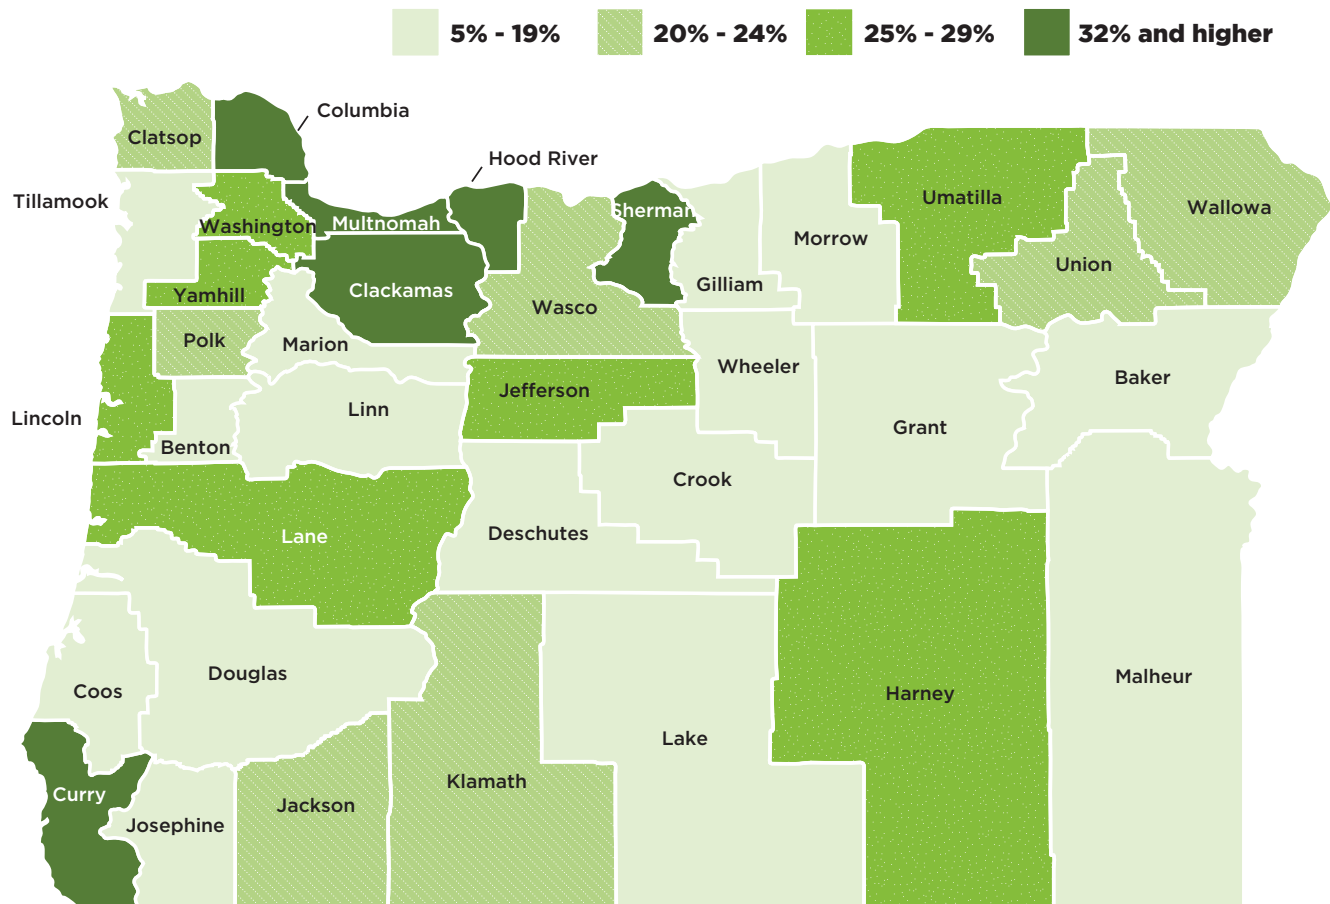 5% - 19%
20% - 24%
25% - 29%
32% and higher
Columbia
Clatsop
Hood River
Tillamook
Washington
Multnomah
Sherman
Umatilla
Wallowa
Morrow
Union
Gilliam
Yamhill
Clackamas
Wasco
Polk
Marion
Wheeler
Baker
Jefferson
Linn
Lincoln
Grant
Benton
Crook
Lane
Deschutes
Douglas
Coos
Malheur
Harney
Lake
Klamath
Curry
Jackson
Josephine